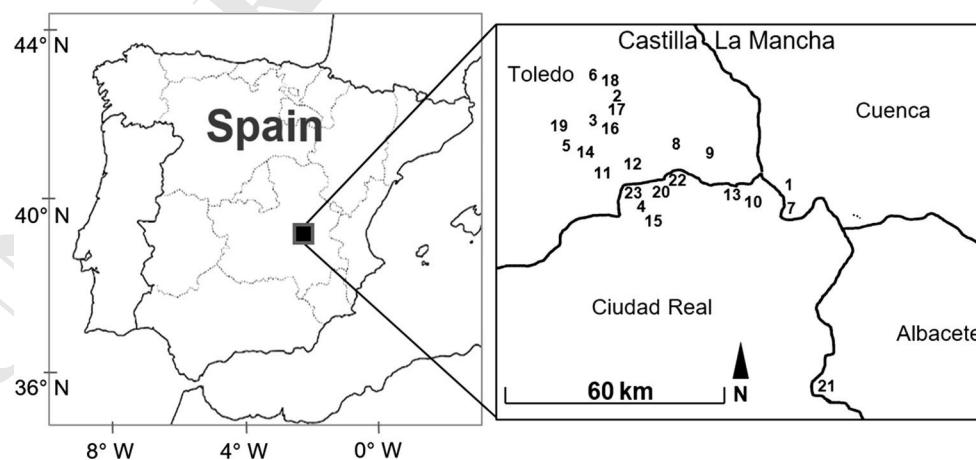 44° N
40° N
36° N
8° W
4° W
0° W
Spain
Castilla La Mancha
Toledo
Cuenca
6
18
2
17
3
19
16
5
14
8
9
12
11
22
1
23
20
13
10
4
7
15
Ciudad Real
Albacete
21
60 km
N